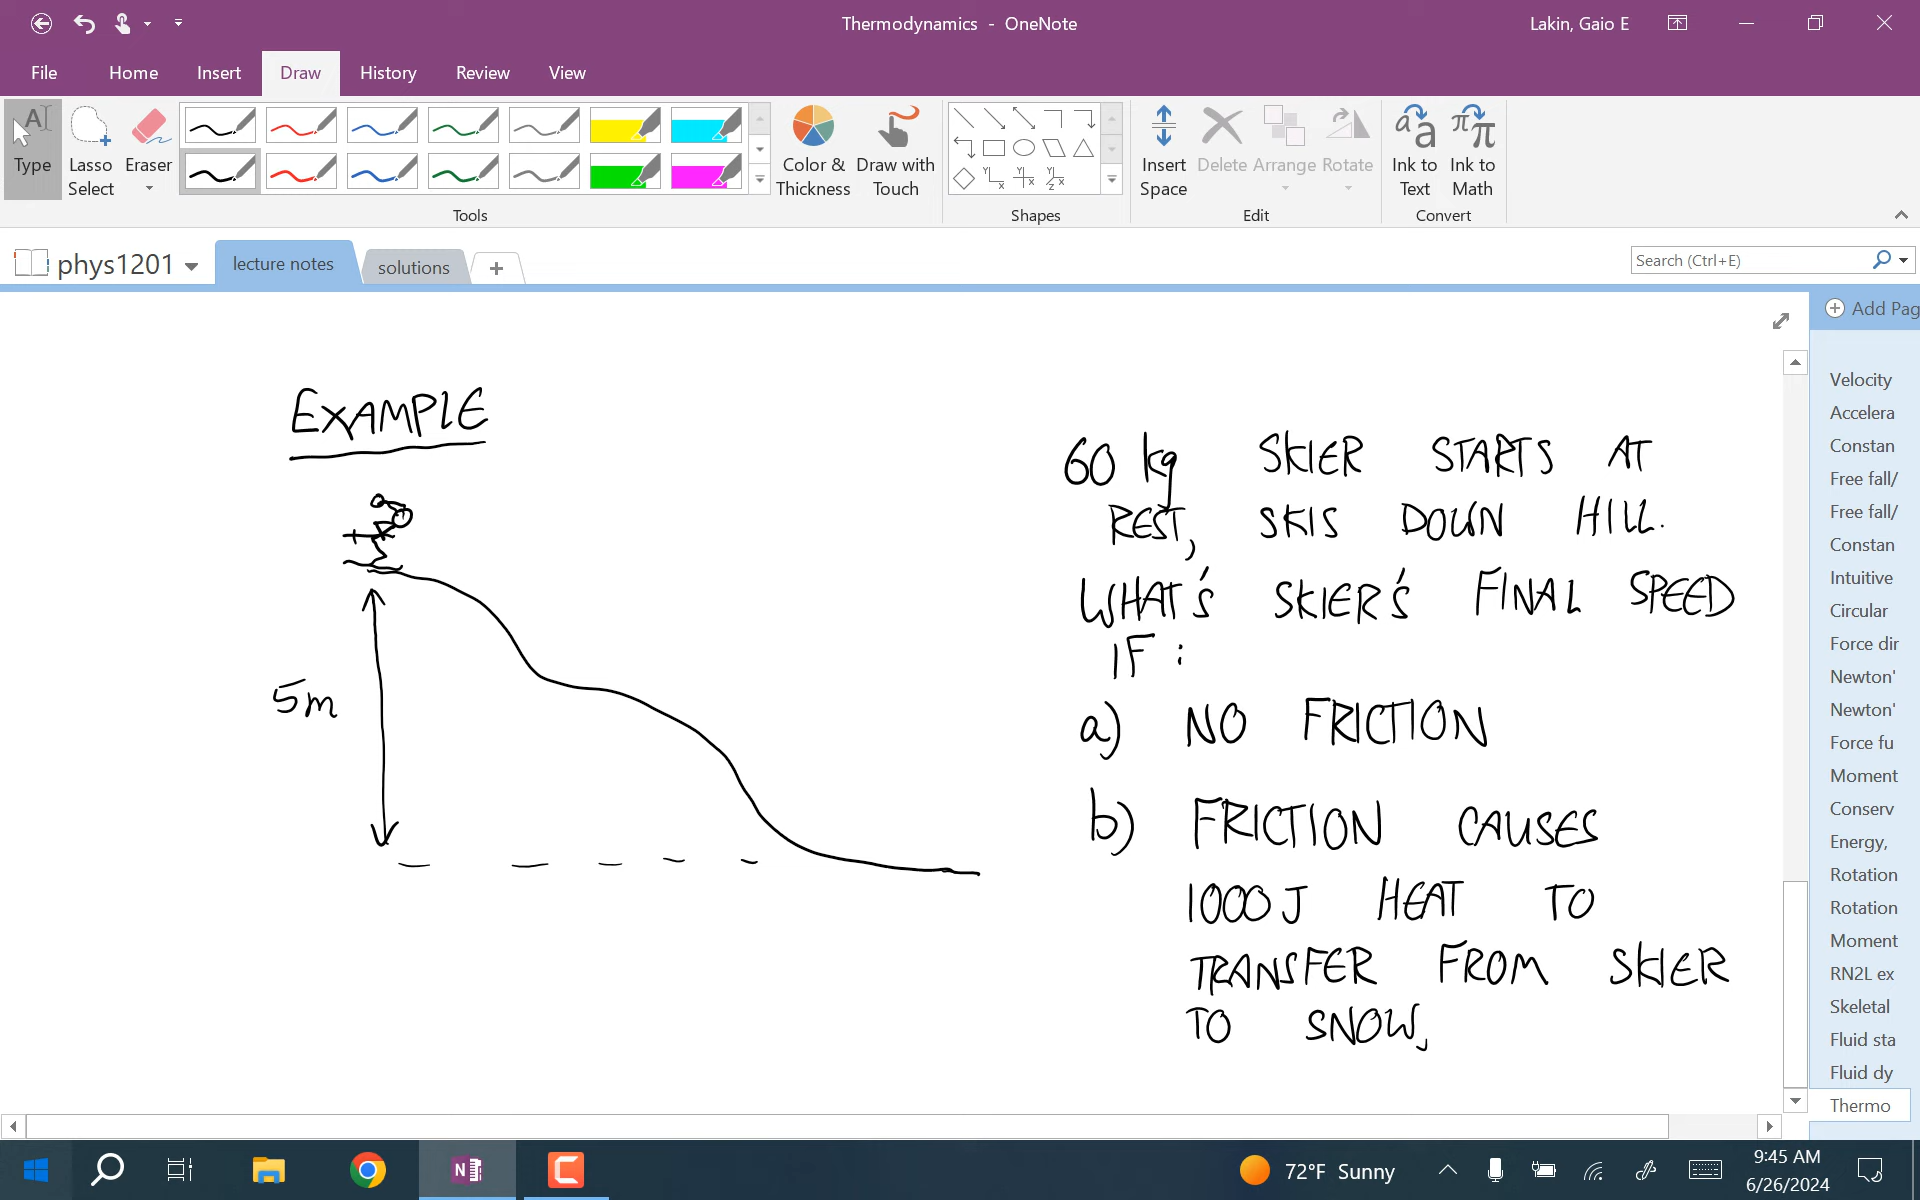 Thermodynamics - OneNote
Lakin, Gaio E
File Home Insert Draw History Review View
Type
Lasso Select
Eraser
Color & Thickness
Draw with Touch
Insert Space
Delete
Arrange
Rotate
Ink to Text
Ink to Math
Tools
Shapes
Edit
Convert
phys1201
lecture notes
solutions
Search (Ctrl+E)
Add Pag
EXAMPLE
5m
60 kg SKIER STARTS AT
REST, SKIS DOWN HILL.
WHAT'S SKIER'S FINAL SPEED
IF :
a) NO FRICTION
b) FRICTION CAUSES
1000J HEAT TO
TRANSFER FROM SKIER
TO SNOW,
Velocity
Accelera
Constan
Free fall/
Free fall/
Constan
Intuitive
Circular
Force dir
Newton'
Newton'
Force fu
Moment
Conserv
Energy,
Rotation
Rotation
Moment
RN2L ex
Skeletal
Fluid sta
Fluid dy
Thermo
72°F Sunny
9:45 AM
6/26/2024